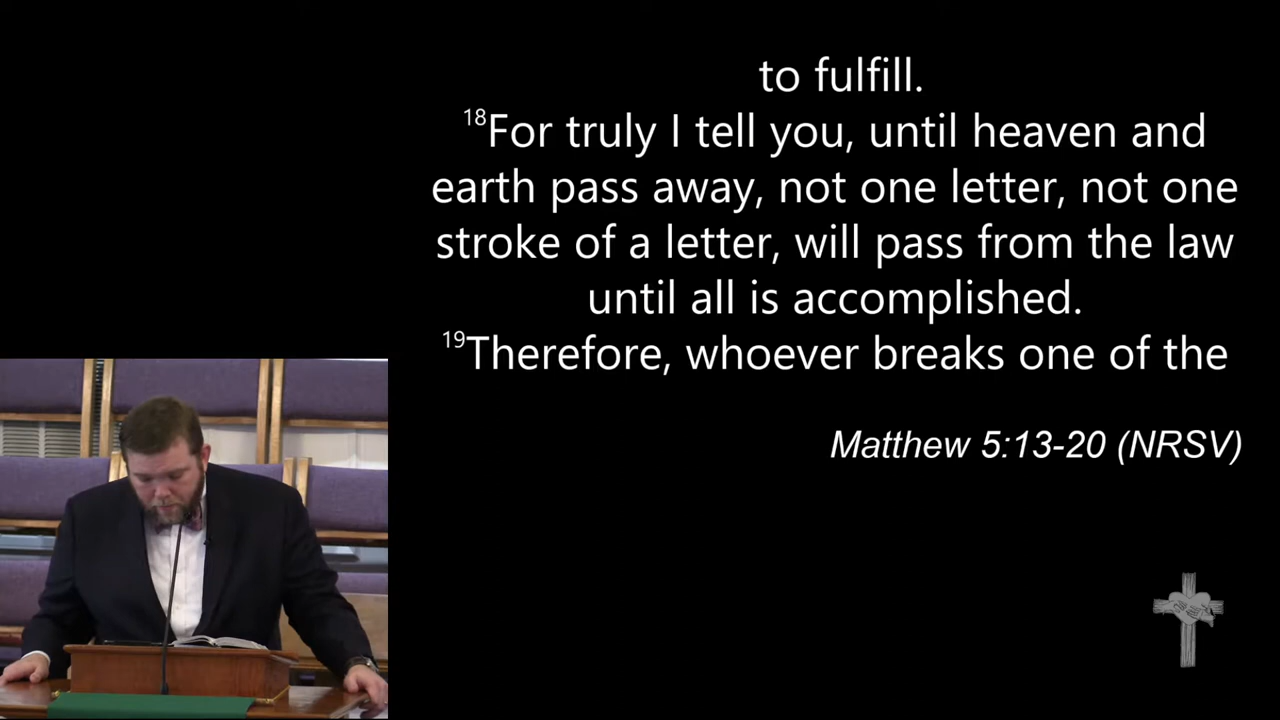 to fulfill.
18For truly I tell you, until heaven and
earth pass away, not one letter, not one
stroke of a letter, will pass from the law
until all is accomplished.
19Therefore, whoever breaks one of the
Matthew 5:13-20 (NRSV)